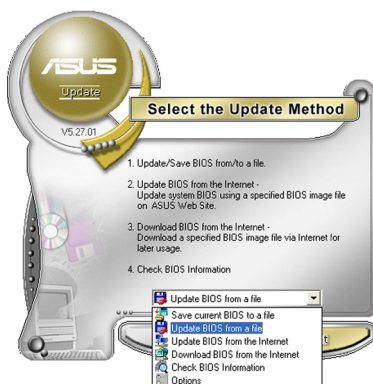 ASUS
Update
V5.27.01
Select the Update Method
1. Update/Save BIOS from/to a file.
2. Update BIOS from the Internet -
Update system BIOS using a specified BIOS image file
on ASUS Web Site.
3. Download BIOS from the Internet -
Download a specified BIOS image file via Internet for
later usage.
4. Check BIOS Information
Update BIOS from a file
Save current BIOS to a file
Update BIOS from a file
Update BIOS from the Internet
Download BIOS from the Internet
Check BIOS Information
Options